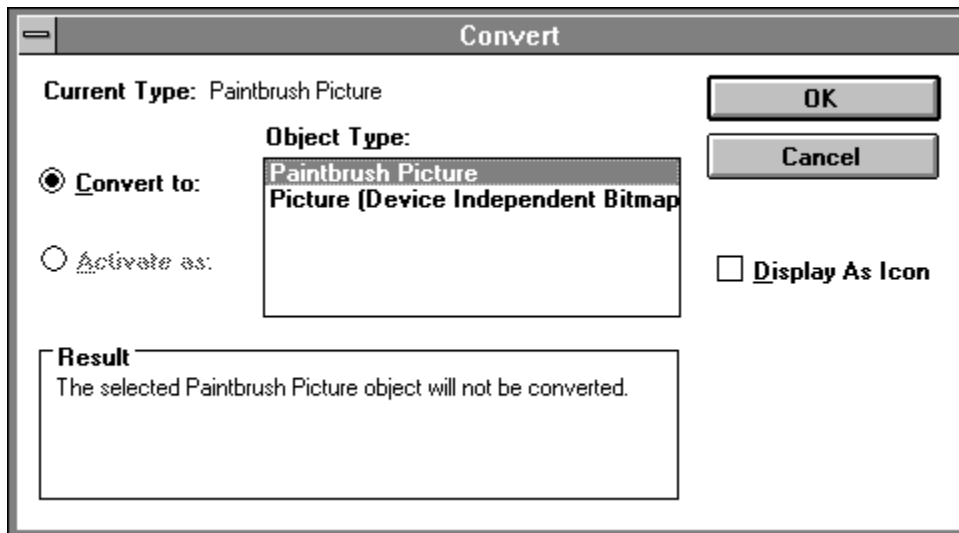 Convert
Current Type: Paintbrush Picture
OK
Object Type:
Cancel
Convert to:
Paintbrush Picture
Picture (Device Independent Bitmap
Activate as:
Display As Icon
Result
The selected Paintbrush Picture object will not be converted.